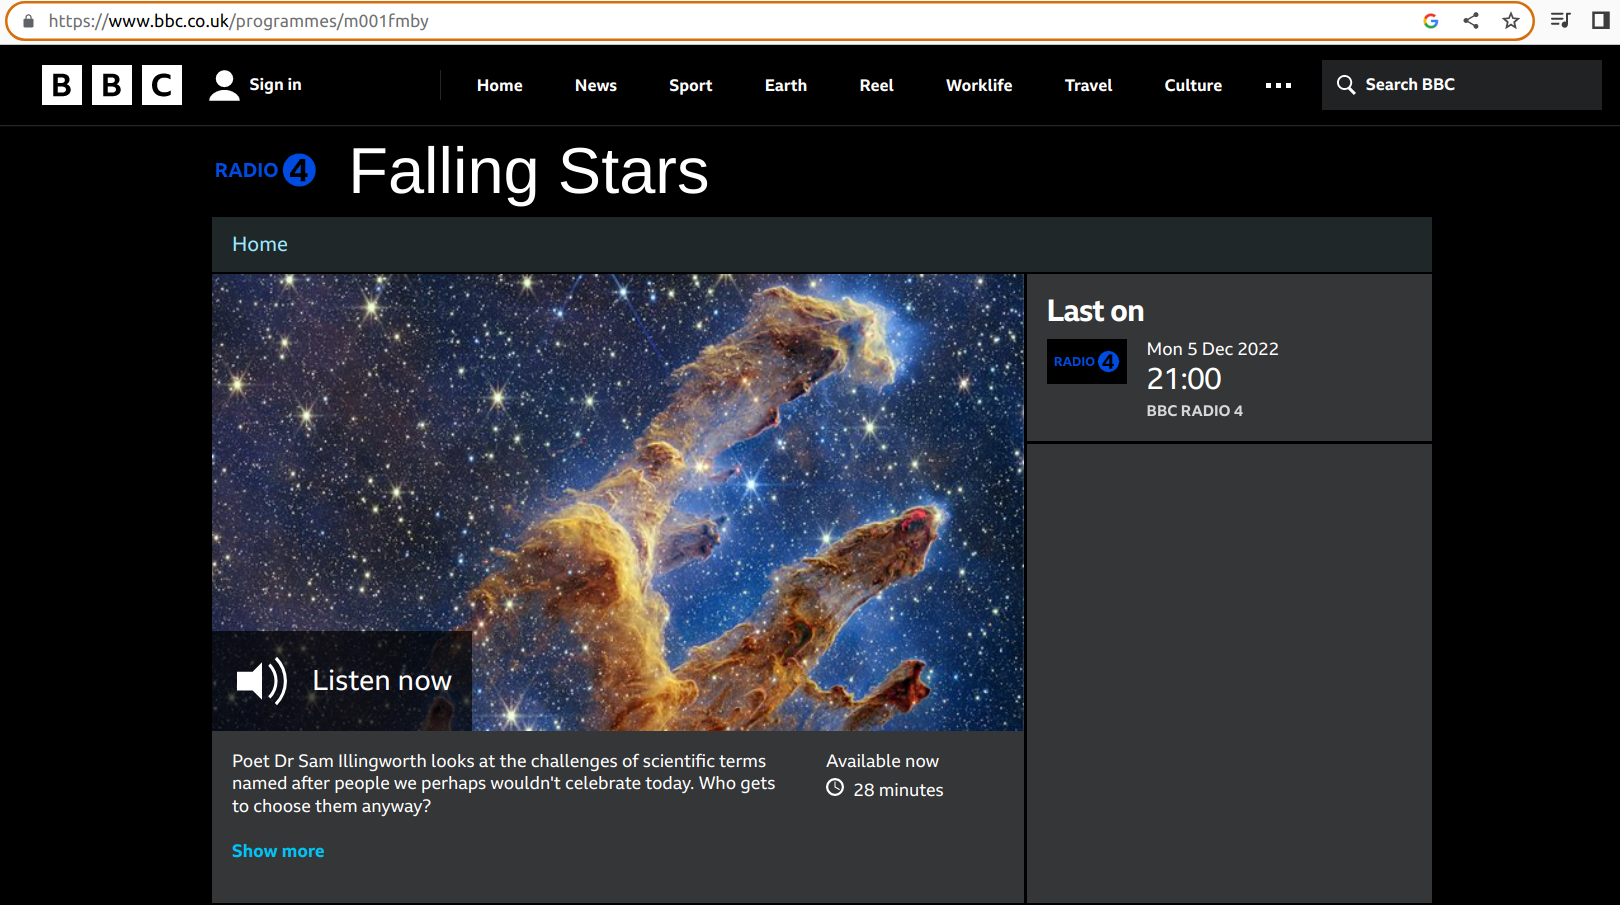 https://www.bbc.co.uk/programmes/m001fmby
BBC Sign in Home News Sport Earth Reel Worklife Travel Culture Search BBC
RADIO 4 Falling Stars
Home
Last on
RADIO 4
Mon 5 Dec 2022
21:00
BBC RADIO 4
Listen now
Poet Dr Sam Illingworth looks at the challenges of scientific terms
named after people we perhaps wouldn't celebrate today. Who gets
to choose them anyway?
Available now
28 minutes
Show more